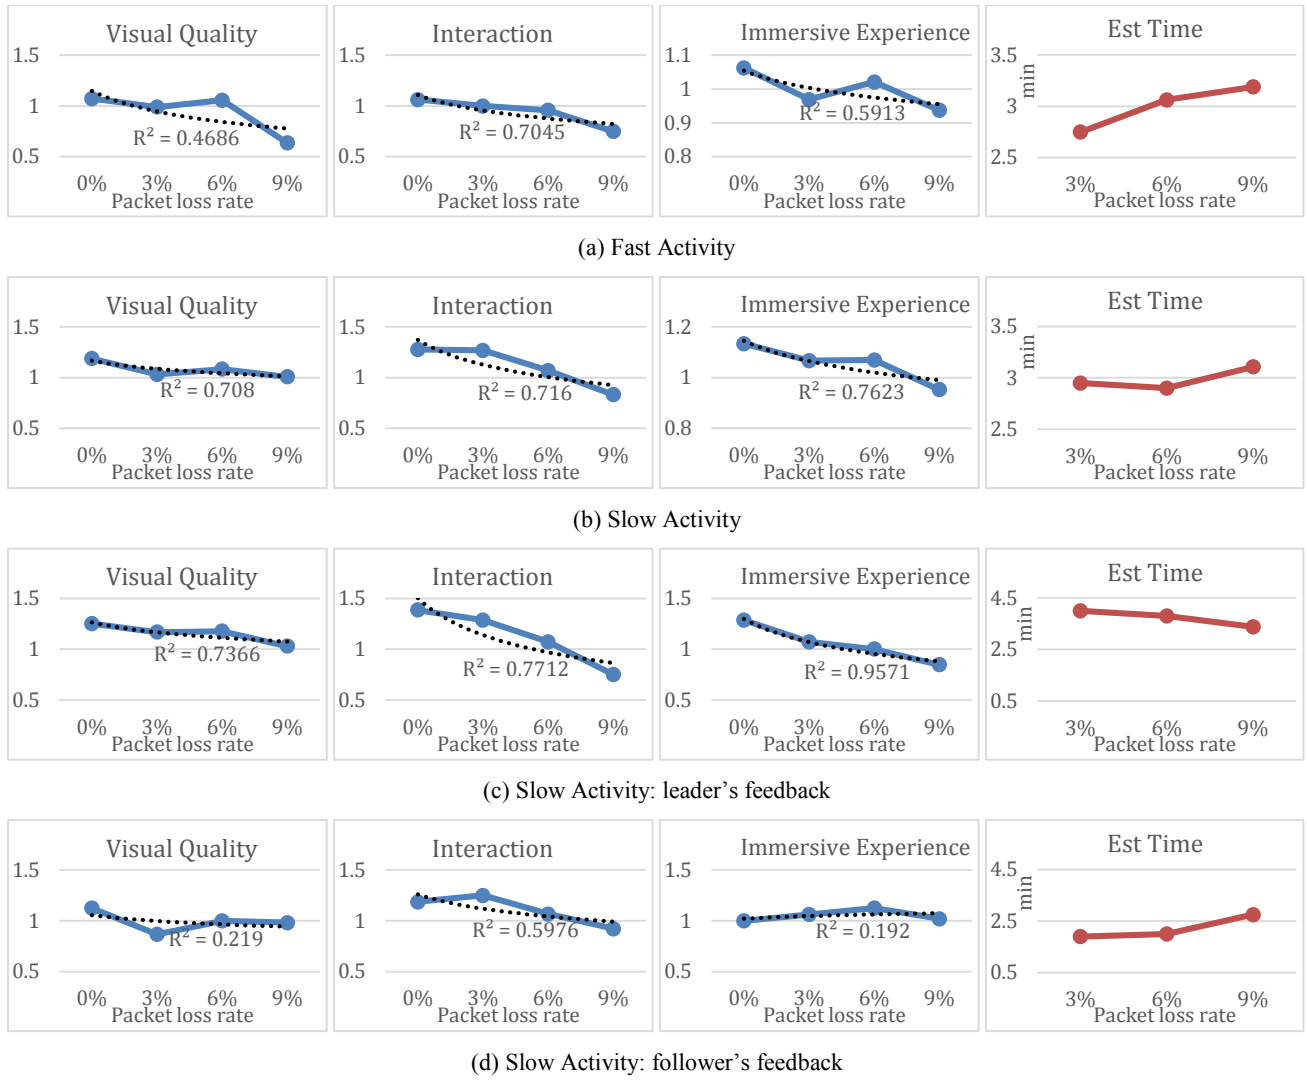 Visual Quality
1.5
1
0.5
R² = 0.4686
0% 3% 6% 9%
Packet loss rate
Interaction
1.5
1
0.5
R² = 0.7045
0% 3% 6% 9%
Packet loss rate
Immersive Experience
1.1
1
0.9
0.8
R² = 0.5913
0% 3% 6% 9%
Packet loss rate
Est Time
3.5
3
2.5
min
3% 6% 9%
Packet loss rate
(a) Fast Activity
Visual Quality
1.5
1
0.5
R² = 0.708
0% 3% 6% 9%
Packet loss rate
Interaction
1.5
1
0.5
R² = 0.716
0% 3% 6% 9%
Packet loss rate
Immersive Experience
1.2
1
0.8
R² = 0.7623
0% 3% 6% 9%
Packet loss rate
Est Time
3.5
3
2.5
min
3% 6% 9%
Packet loss rate
(b) Slow Activity
Visual Quality
1.5
1
0.5
R² = 0.7366
0% 3% 6% 9%
Packet loss rate
Interaction
1.5
1
0.5
R² = 0.7712
0% 3% 6% 9%
Packet loss rate
Immersive Experience
1.5
1
0.5
R² = 0.9571
0% 3% 6% 9%
Packet loss rate
Est Time
4.5
2.5
0.5
min
3% 6% 9%
Packet loss rate
(c) Slow Activity: leader’s feedback
Visual Quality
1.5
1
0.5
R² = 0.219
0% 3% 6% 9%
Packet loss rate
Interaction
1.5
1
0.5
R² = 0.5976
0% 3% 6% 9%
Packet loss rate
Immersive Experience
1.5
1
0.5
R² = 0.192
0% 3% 6% 9%
Packet loss rate
Est Time
4.5
2.5
0.5
min
3% 6% 9%
Packet loss rate
(d) Slow Activity: follower’s feedback